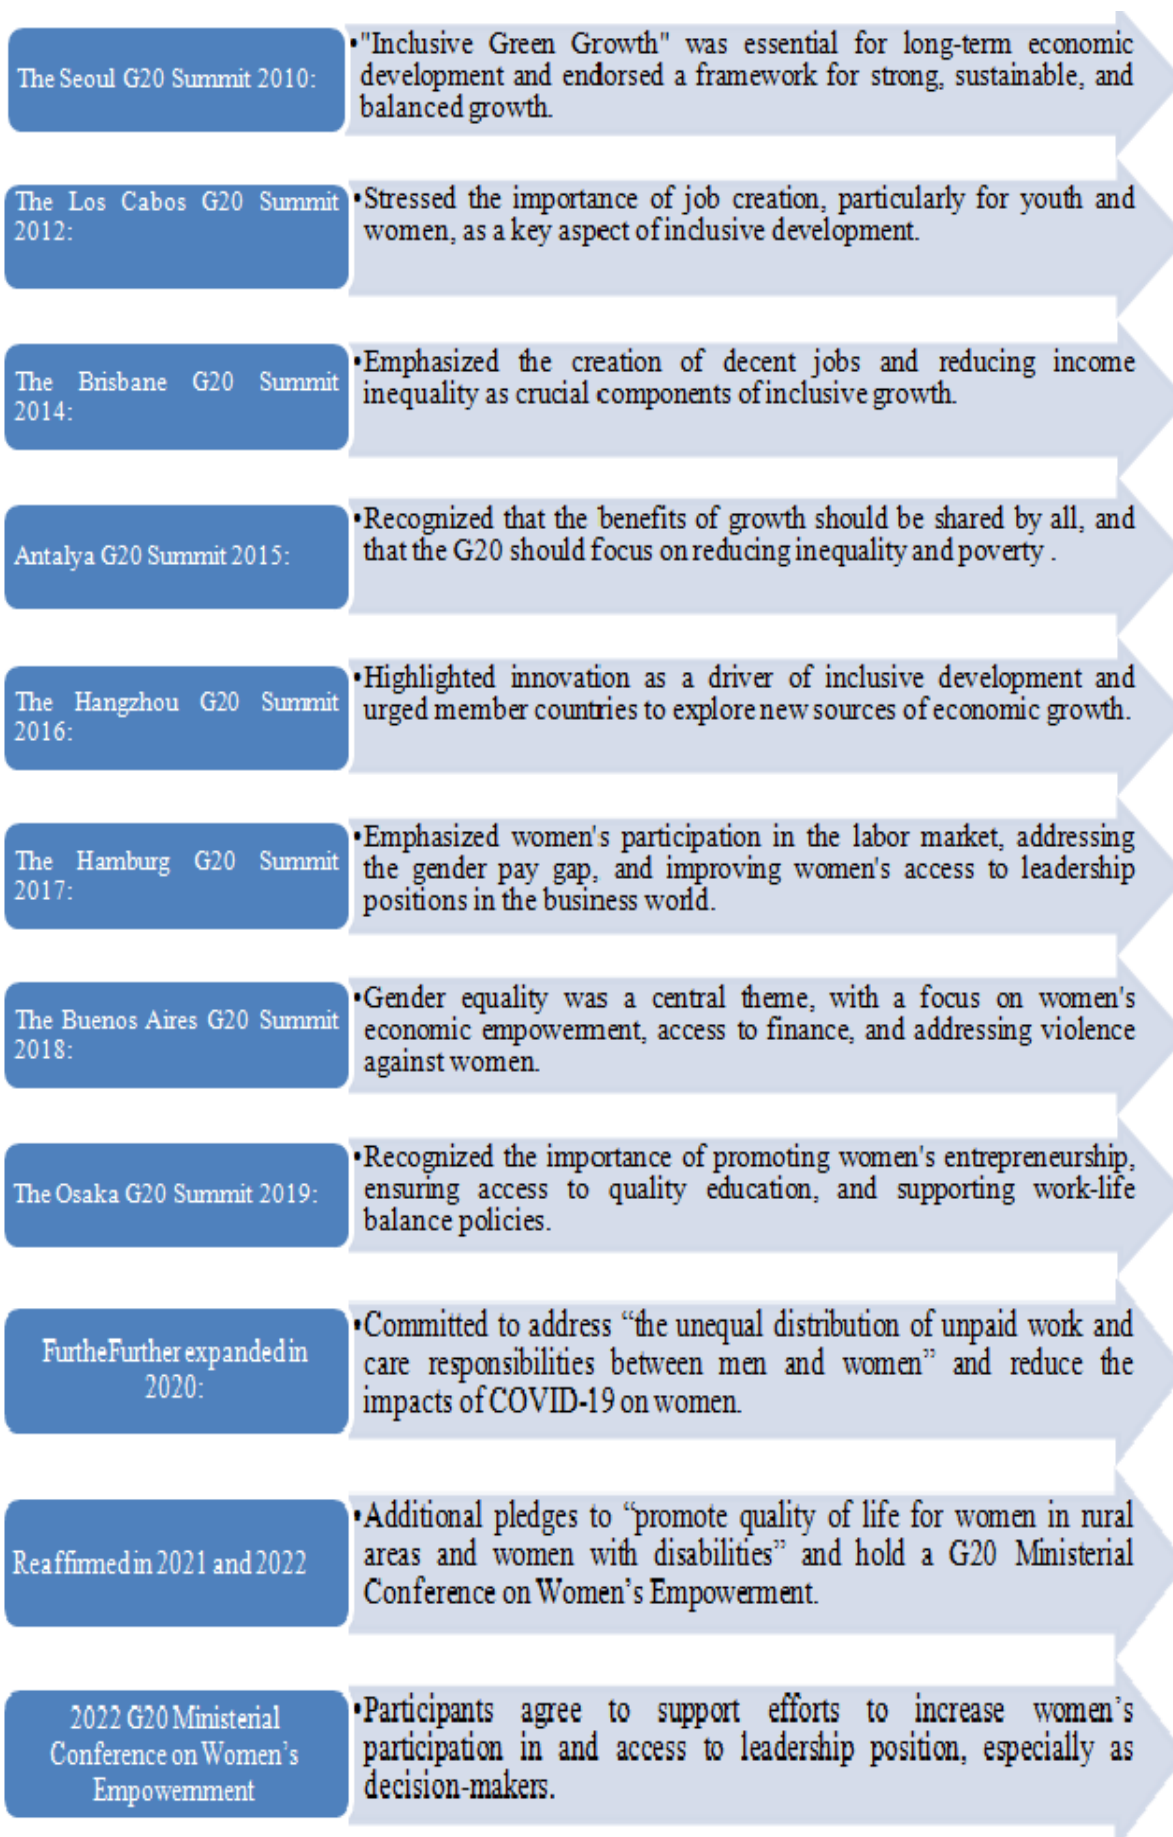 The Seoul G20 Summit 2010:
•"Inclusive Green Growth" was essential for long-term economic
development and endorsed a framework for strong, sustainable, and
balanced growth.
The Los Cabos G20 Summit
2012:
•Stressed the importance of job creation, particularly for youth and
women, as a key aspect of inclusive development.
The Brisbane G20 Summit
2014:
•Emphasized the creation of decent jobs and reducing income
inequality as crucial components of inclusive growth.
Antalya G20 Summit 2015:
•Recognized that the benefits of growth should be shared by all, and
that the G20 should focus on reducing inequality and poverty .
The Hangzhou G20 Summit
2016:
•Highlighted innovation as a driver of inclusive development and
urged member countries to explore new sources of economic growth.
The Hamburg G20 Summit
2017:
•Emphasized women's participation in the labor market, addressing
the gender pay gap, and improving women's access to leadership
positions in the business world.
The Buenos Aires G20 Summit
2018:
•Gender equality was a central theme, with a focus on women's
economic empowerment, access to finance, and addressing violence
against women.
The Osaka G20 Summit 2019:
•Recognized the importance of promoting women's entrepreneurship,
ensuring access to quality education, and supporting work-life
balance policies.
FurtheFurther expanded in
2020:
•Committed to address “the unequal distribution of unpaid work and
care responsibilities between men and women” and reduce the
impacts of COVID-19 on women.
Reaffirmed in 2021 and 2022
•Additional pledges to “promote quality of life for women in rural
areas and women with disabilities” and hold a G20 Ministerial
Conference on Women’s Empowerment.
2022 G20 Ministerial
Conference on Women’s
Empowernment
•Participants agree to support efforts to increase women’s
participation in and access to leadership position, especially as
decision-makers.